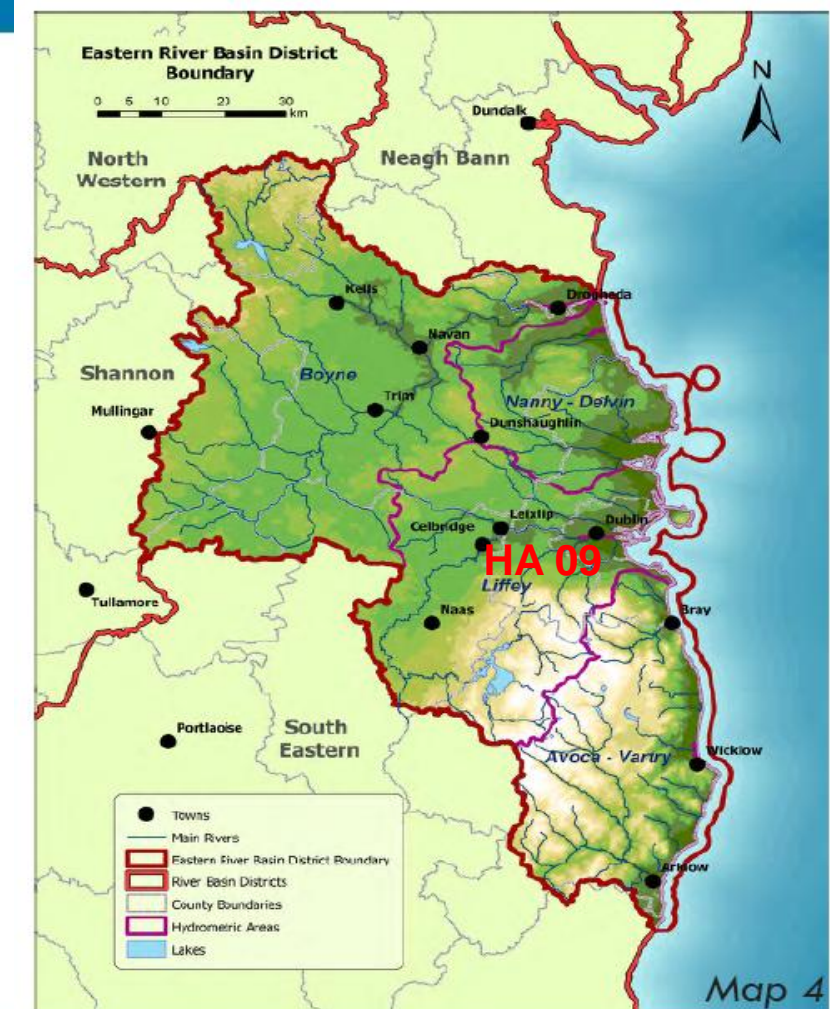 Eastern River Basin District
Boundary
0 5 10 20 30
km
N
Dundalk
North
Western
Neagh Bann
Kells
Drogheda
Navan
Shannon
Boyne
Trim
Nanny - Delvin
Mullingar
Dunshaughlin
Leixlip
Celbridge
Dublin
HA 09
Liffey
Tullamore
Naas
Bray
Portlaoise
South
Eastern
Avoca - Vartry
Wicklow
Towns
Main Rivers
Eastern River Basin District Boundary
River Basin Districts
County Boundaries
Hydrometric Areas
Lakes
Arklow
Map 4